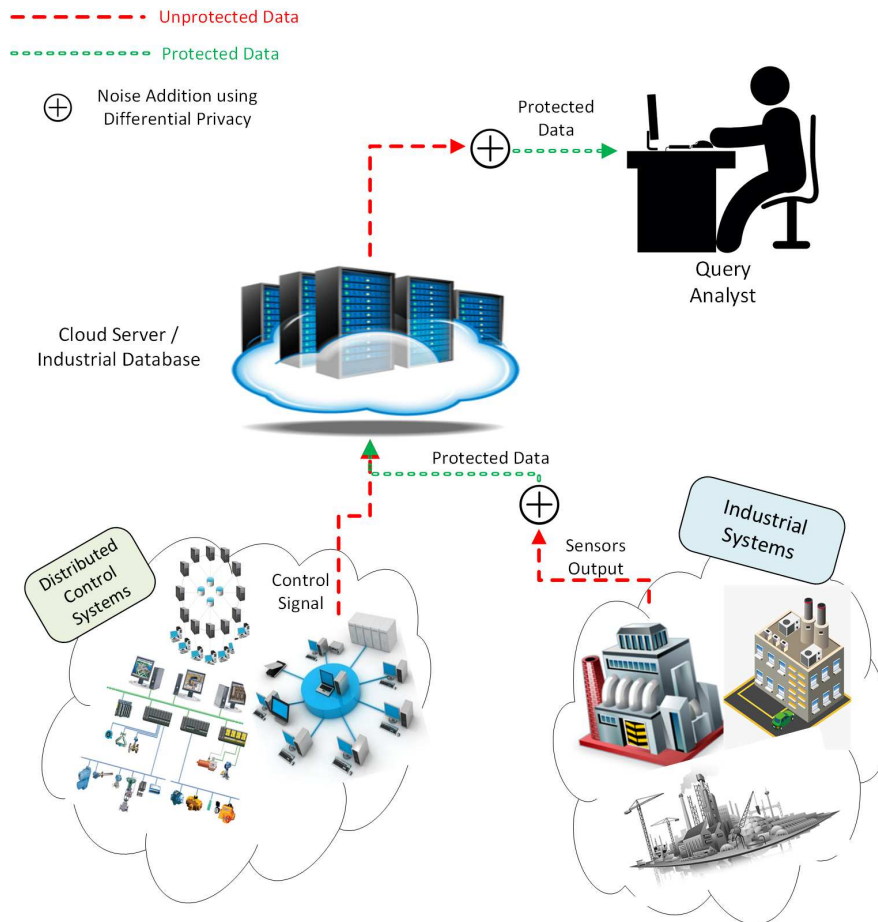 Unprotected Data
Protected Data
Noise Addition using
Differential Privacy
Protected
Data
Query
Analyst
Cloud Server /
Industrial Database
Protected Data
Industrial
Systems
Sensors
Output
Distributed
Control
Systems
Control
Signal